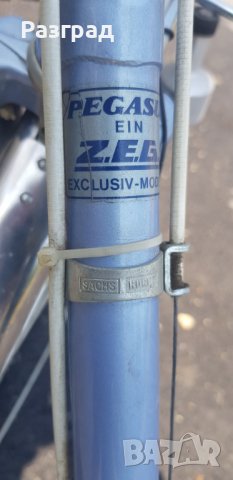 Разград
PEGASU
EIN
Z.E.G.
EXCLUSIV-MOD
SACHS
bazar.bg